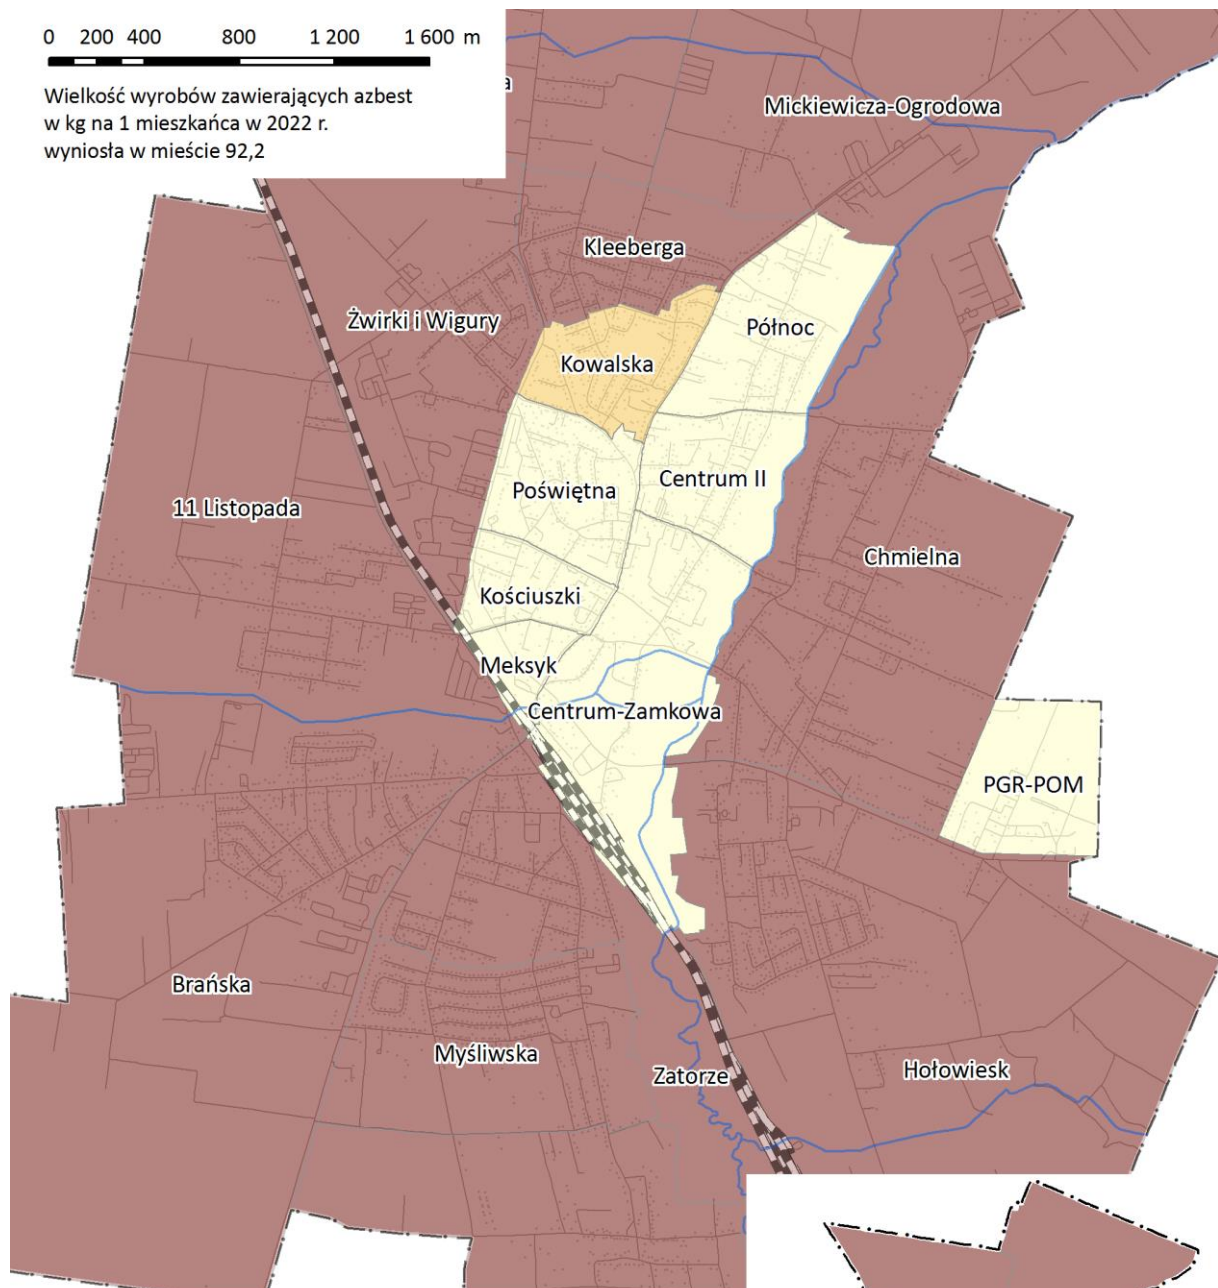 0 200 400 800 1 200 1 600 m
Wielkość wyrobów zawierających azbest
w kg na 1 mieszkańca w 2022 r.
wyniosła w mieście 92,2
a
Mickiewicza-Ogrodowa
Kleeberga
Żwirki i Wigury
Północ
Kowalska
Centrum II
Poświętna
11 Listopada
Chmielna
Kościuszki
Meksyk
Centrum-Zamkowa
PGR-POM
Brańska
Myśliwska
Zatorze
Hołowiesk